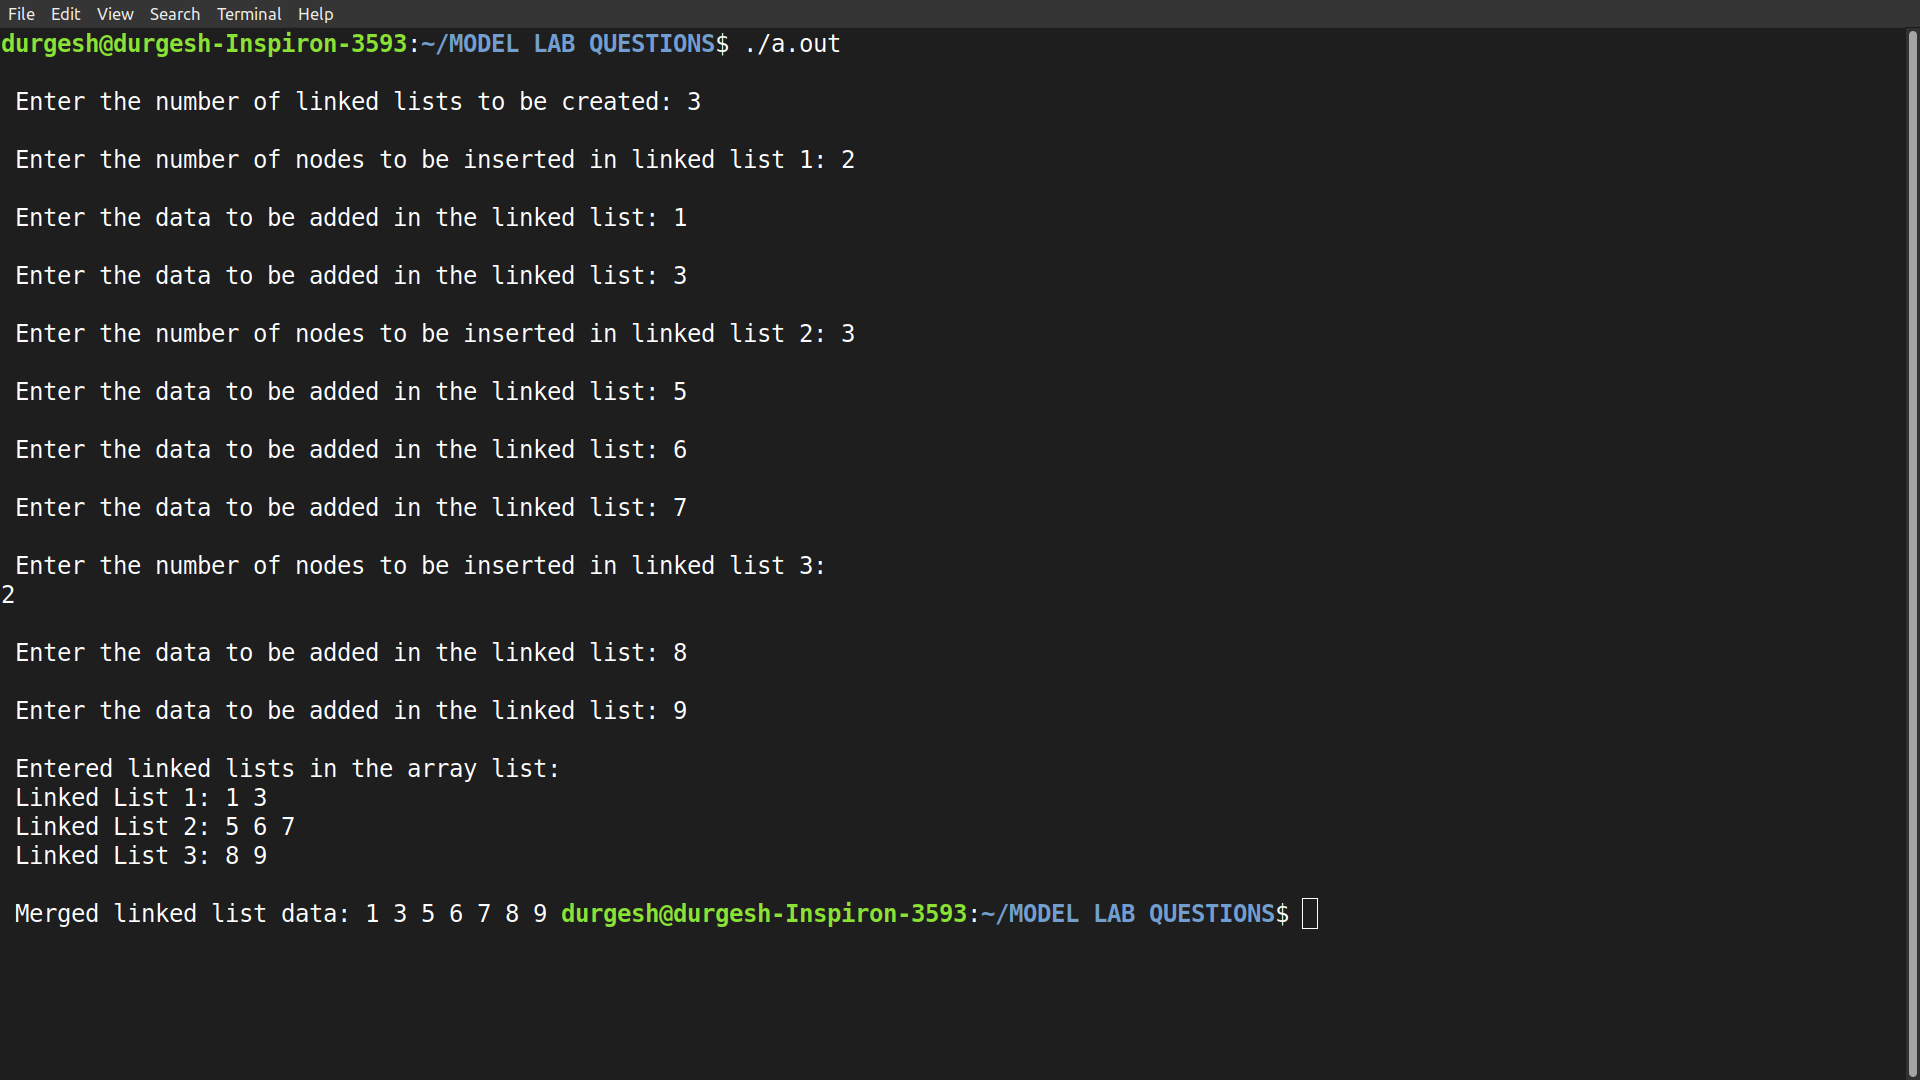 File Edit View Search Terminal Help
durgesh@durgesh-Inspiron-3593:~/MODEL LAB QUESTIONS$ ./a.out
Enter the number of linked lists to be created: 3
Enter the number of nodes to be inserted in linked list 1: 2
Enter the data to be added in the linked list: 1
Enter the data to be added in the linked list: 3
Enter the number of nodes to be inserted in linked list 2: 3
Enter the data to be added in the linked list: 5
Enter the data to be added in the linked list: 6
Enter the data to be added in the linked list: 7
Enter the number of nodes to be inserted in linked list 3:
2
Enter the data to be added in the linked list: 8
Enter the data to be added in the linked list: 9
Entered linked lists in the array list:
Linked List 1: 1 3
Linked List 2: 5 6 7
Linked List 3: 8 9
Merged linked list data: 1 3 5 6 7 8 9 durgesh@durgesh-Inspiron-3593:~/MODEL LAB QUESTIONS$